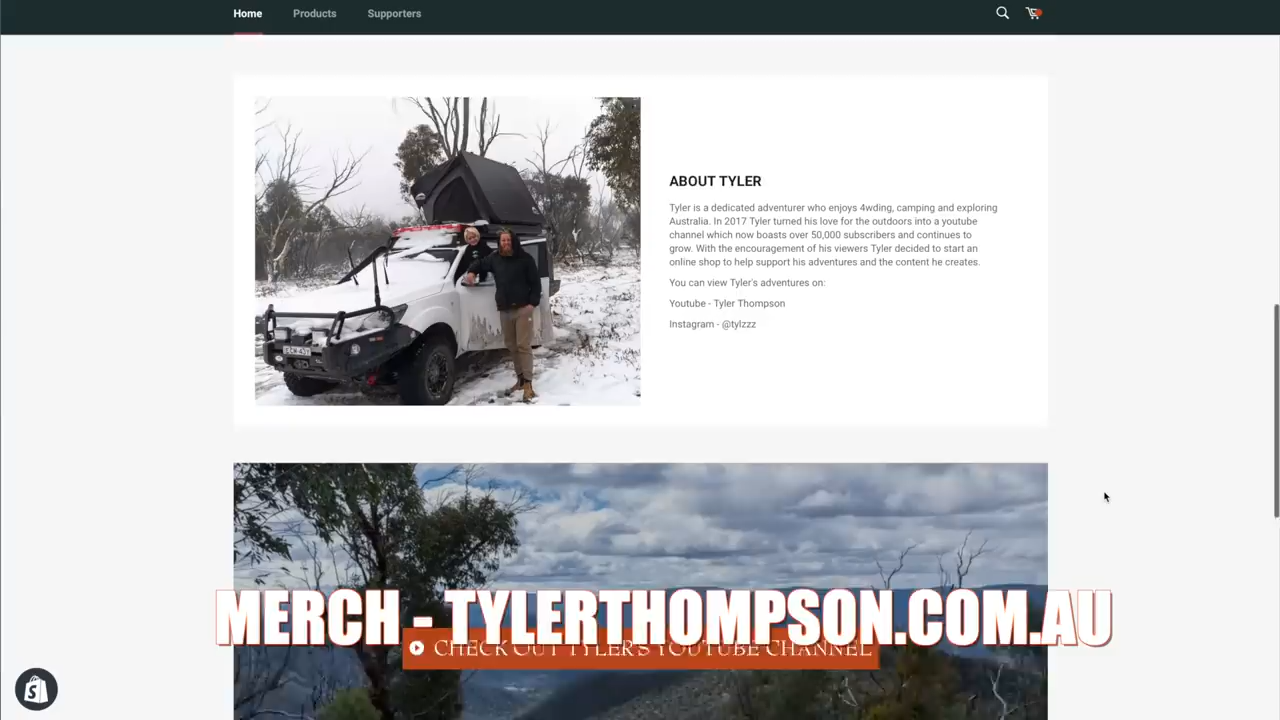 Home
Products
Supporters
ABOUT TYLER
Tyler is a dedicated adventurer who enjoys 4wding, camping and exploring
Australia. In 2017 Tyler turned his love for the outdoors into a youtube
channel which now boasts over 50,000 subscribers and continues to
grow. With the encouragement of his viewers Tyler decided to start an
online shop to help support his adventures and the content he creates.
You can view Tyler's adventures on:
Youtube - Tyler Thompson
Instagram - @tylzzz
MERCH - TYLERTHOMPSON.COM.AU
CHECK OUT TYLER'S YOUTUBE CHANNEL